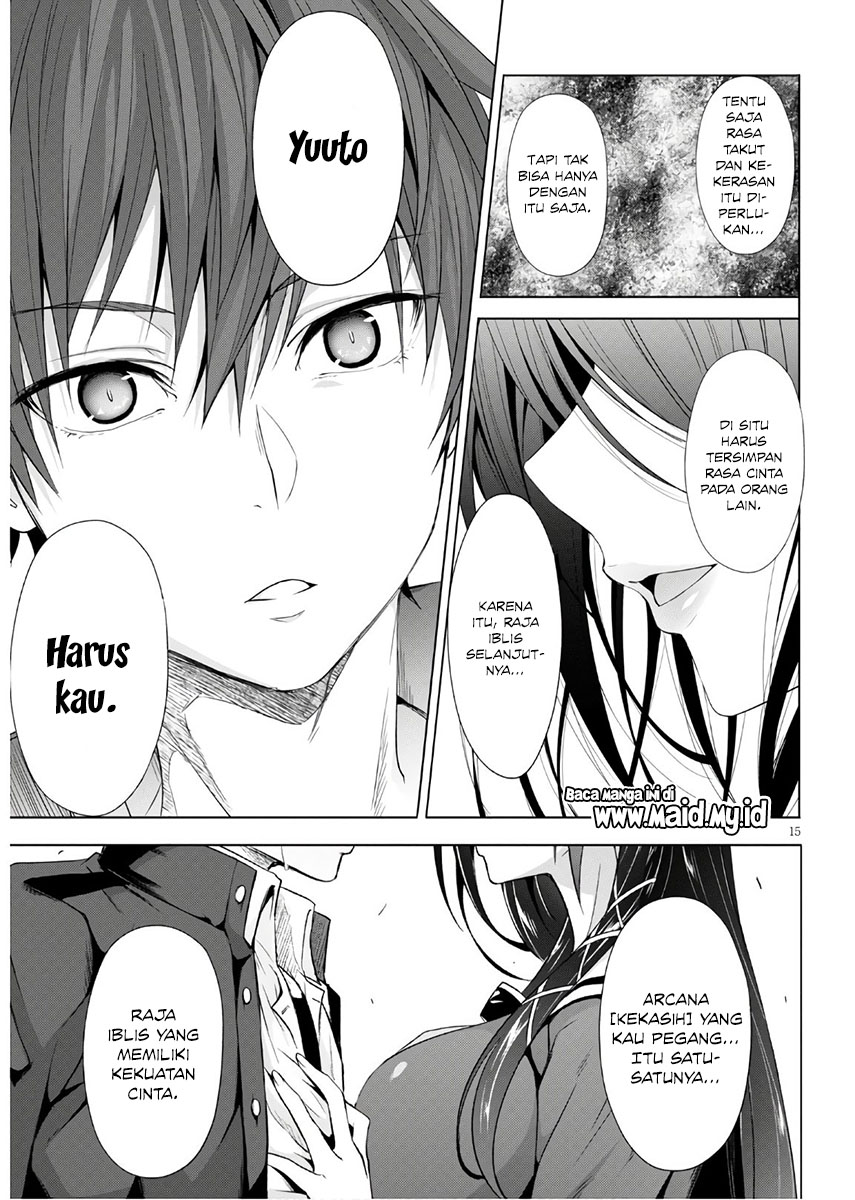 TENTU
SAJA RASA
TAKUT
DAN KE-
KERASAN
ITU DI-
PERLU-
KAN...
TAPI TAK
BISA HANYA
DENGAN
ITU SAJA.
DI SITU
HARUS
TERSIMPAN
RASA CINTA
PADA ORANG
LAIN.
KARENA
ITU, RAJA
IBLIS
SELANJUT-
NYA...
Yuuto
Harus
kau.
Baca Manga ini di
www.Maid.My.id
15
ARCANA
[KEKASIH] YANG
KAU PEGANG...
ITU SATU-
SATUNYA...
RAJA
IBLIS YANG
MEMILIKI
KEKUATAN
CINTA.